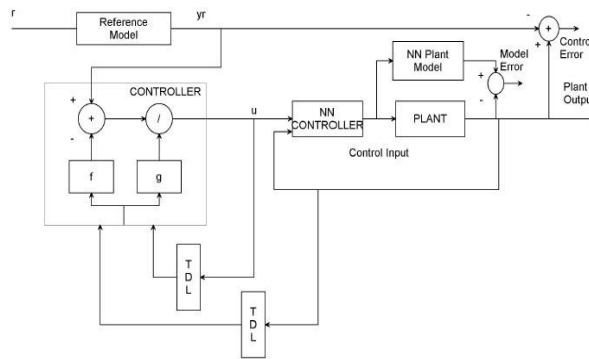 r
Reference
Model
yr
-
+
+
Control
Error
NN Plant
Model
Model
Error
+
-
Plant
Output
CONTROLLER
+
+
-
/
u
NN
CONTROLLER
PLANT
Control Input
f
g
T
D
L
T
D
L